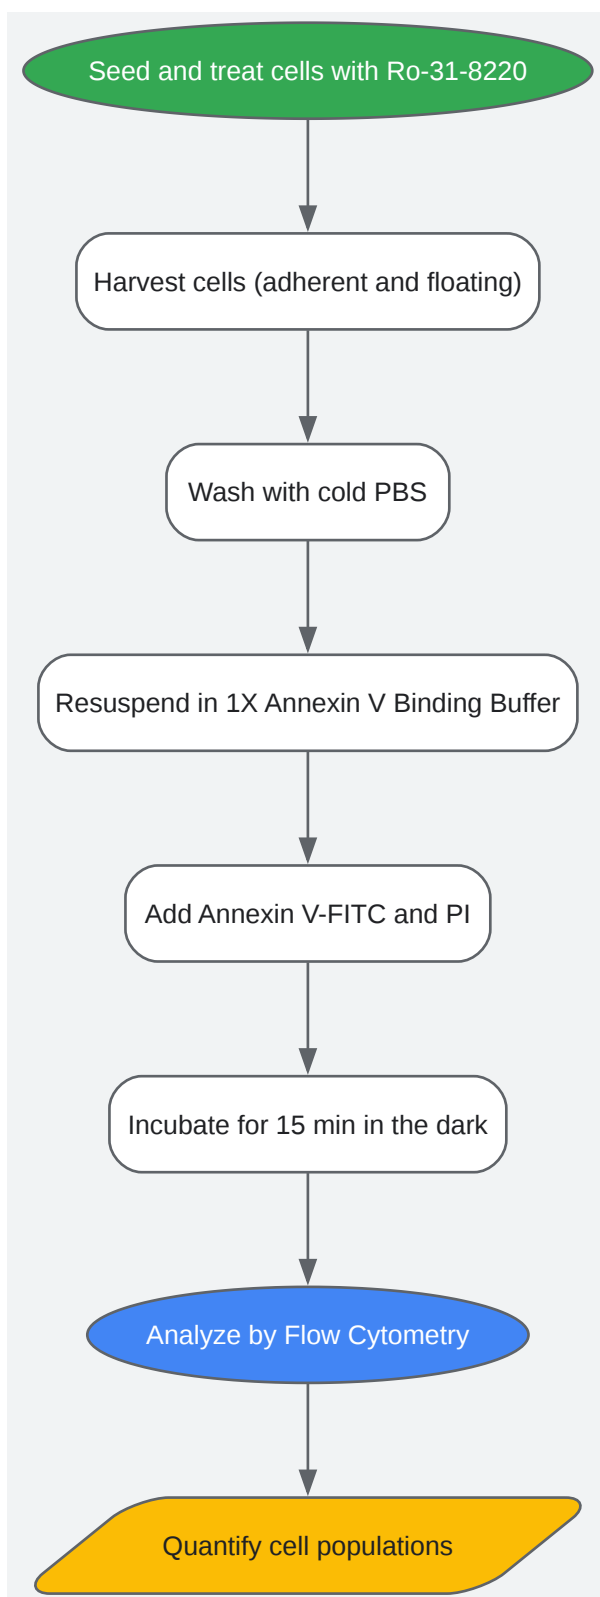 Seed and treat cells with Ro-31-8220
Harvest cells (adherent and floating)
Wash with cold PBS
Resuspend in 1X Annexin V Binding Buffer
Add Annexin V-FITC and PI
Incubate for 15 min in the dark
Analyze by Flow Cytometry
Quantify cell populations